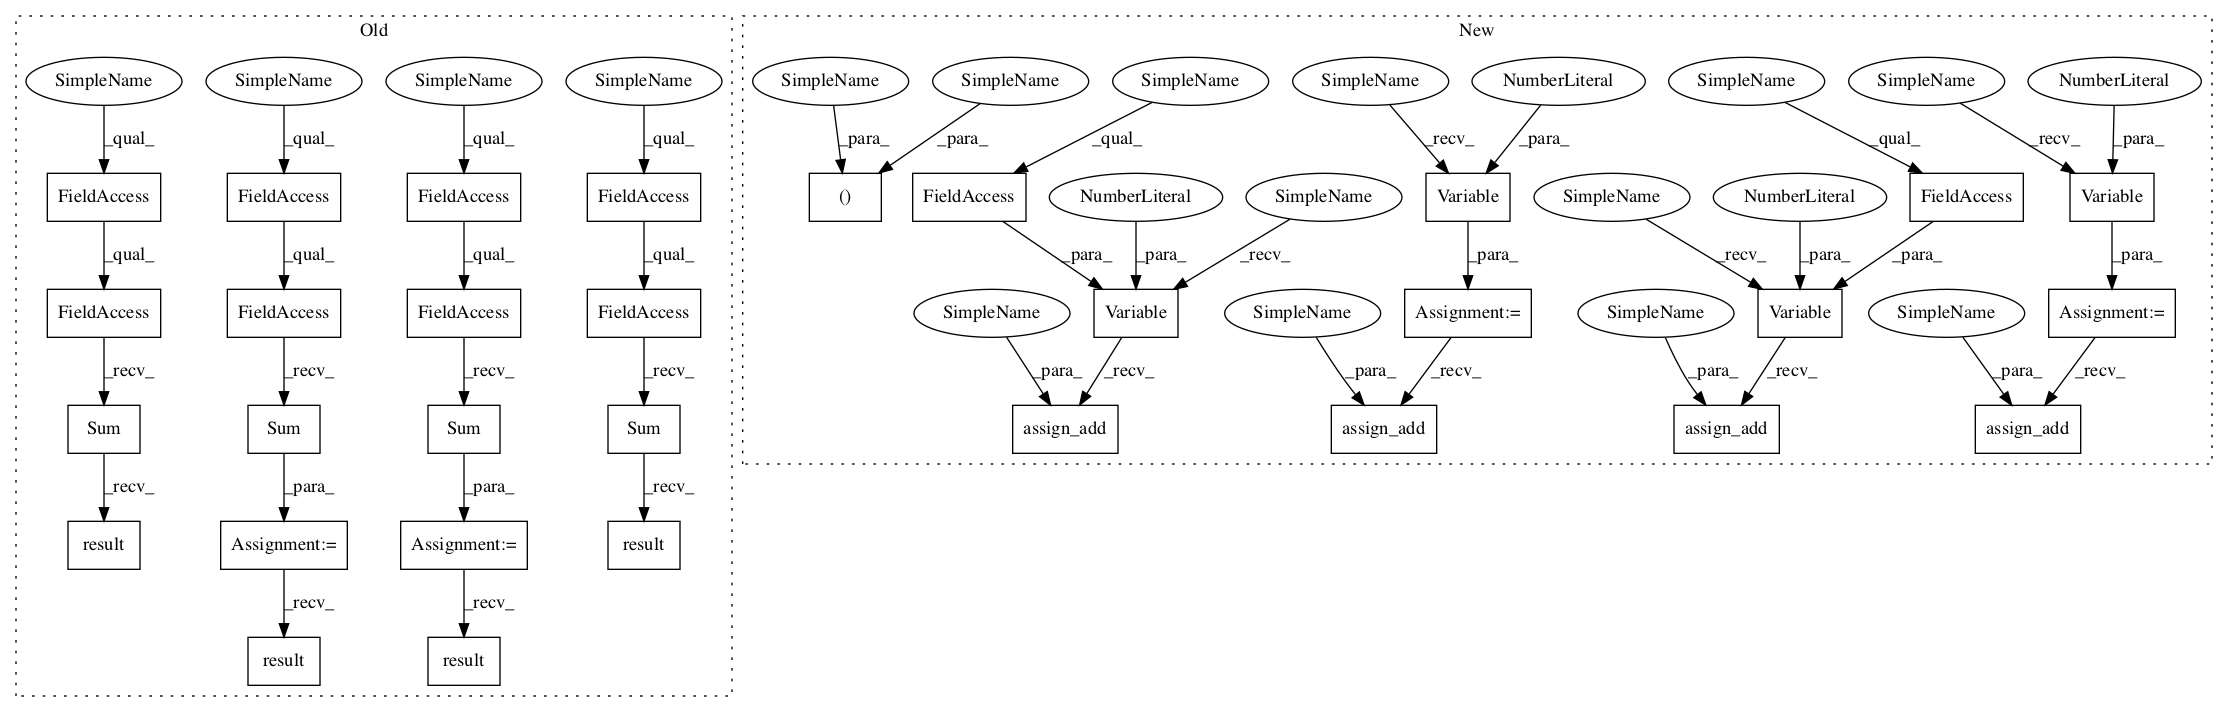 Old
New
SimpleName SimpleName SimpleName SimpleName
SimpleName SimpleName SimpleName SimpleName NumberLiteral SimpleName SimpleName NumberLiteral
_qual_ _qual_ _qual_ _qual_
_para_ _para_ _qual_ _recv_ _para_ _qual_ _recv_ _para_
FieldAccess FieldAccess FieldAccess FieldAccess
() FieldAccess NumberLiteral SimpleName Variable SimpleName NumberLiteral FieldAccess Variable
_qual_ _qual_ _qual_ _qual_
_para_ _para_ _recv_ _para_ _recv_ _para_ _para_ _para_
FieldAccess FieldAccess FieldAccess FieldAccess
SimpleName Variable SimpleName Assignment:= SimpleName Variable SimpleName Assignment:=
_recv_ _recv_ _recv_ _recv_
_para_ _recv_ _para_ _recv_ _para_ _recv_ _para_ _recv_
Sum Sum Sum Sum
assign_add assign_add assign_add assign_add
_recv_ _para_ _para_ _recv_
result Assignment:= Assignment:= result
_recv_ _recv_
result result